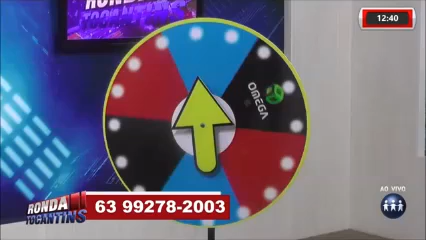 RONDA
TOCANTINS
12:40
OMEGA
RONDA
TOCANTINS
63 99278-2003
AO VIVO